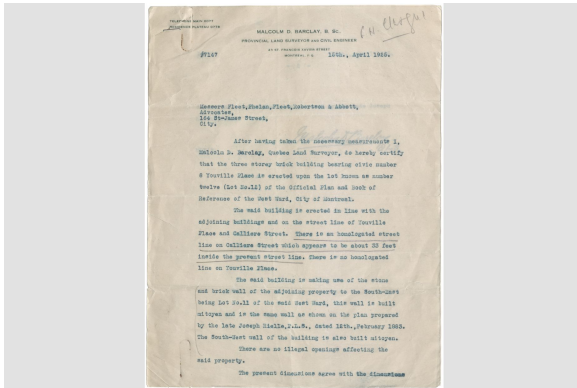 TELEPHONE MAIN
MALCOLM D. BARCLAY, B. SC.
PROVINCIAL LAND SURVEYOR AND CIVIL ENGINEER
MONTREAL, P.Q.
#7147 15th., April 1925.
Messers Fleet,Phelan,Fleet,Robertson & Abbott,
Advocates,
164 St-James Street,
City.
After having taken the necessary measurements I,
Malcolm D. Barclay, Quebec Land Surveyor, do hereby certify
that the three storey brick building bearing civic number
8 Youville Place is erected upon the lot known as number
twelve (Lot No.12) of the Official Plan and Book of
Reference of the West Ward, City of Montreal.
The said building is erected in line with the
adjoining buildings and on the street line of Youville
Place and Calliere Street. There is an homologated street
line on Calliere Street which appears to be about 22 feet
inside the present street line. There is no homologated
line on Youville Place.
The said building is making use of the stone
and brick wall of the adjoining property to the South-East
being Lot No.11 of the said West Ward, this wall is built
mitoyen and is the same wall as shown on the plan prepared
by the late Joseph Rielle,P.L.S., dated 12th.,February 1883.
The South-West wall of the building is also built mitoyen.
There are no illegal openings affecting the
said property.
The present dimensions agree with the dimensions